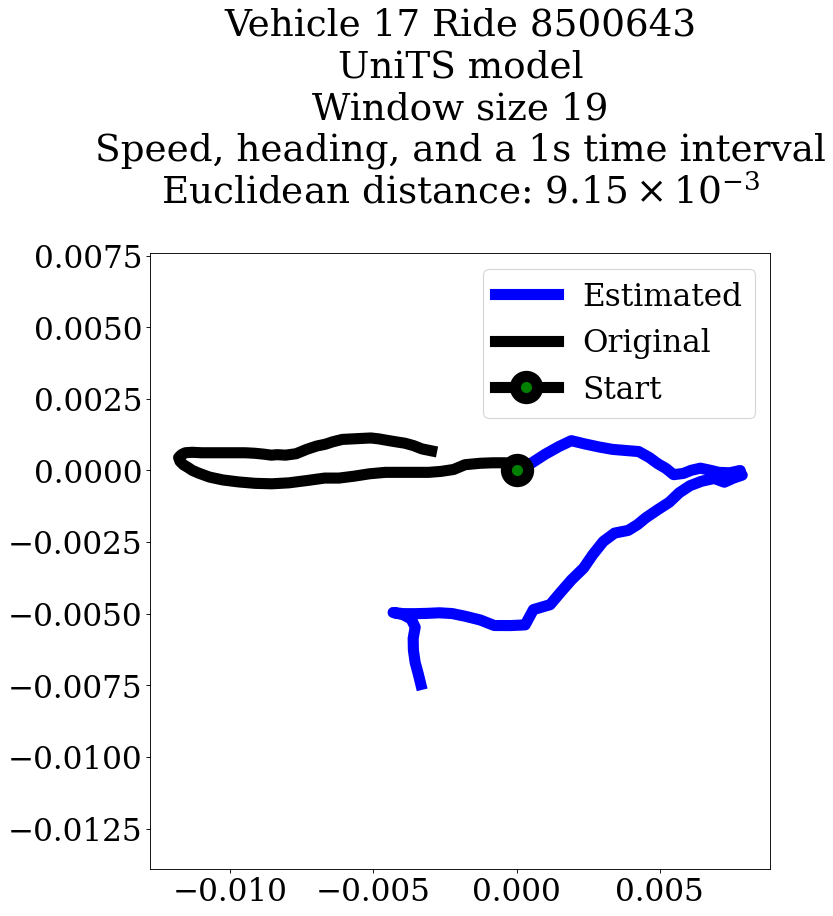 Vehicle 17 Ride 8500643
UniTS model
Window size 19
Speed, heading, and a 1s time interval
Euclidean distance: 9.15 × 10⁻³
0.0075
0.0050
0.0025
0.0000
−0.0025
−0.0050
−0.0075
−0.0100
−0.0125
Estimated
Original
Start
−0.010 −0.005 0.000 0.005